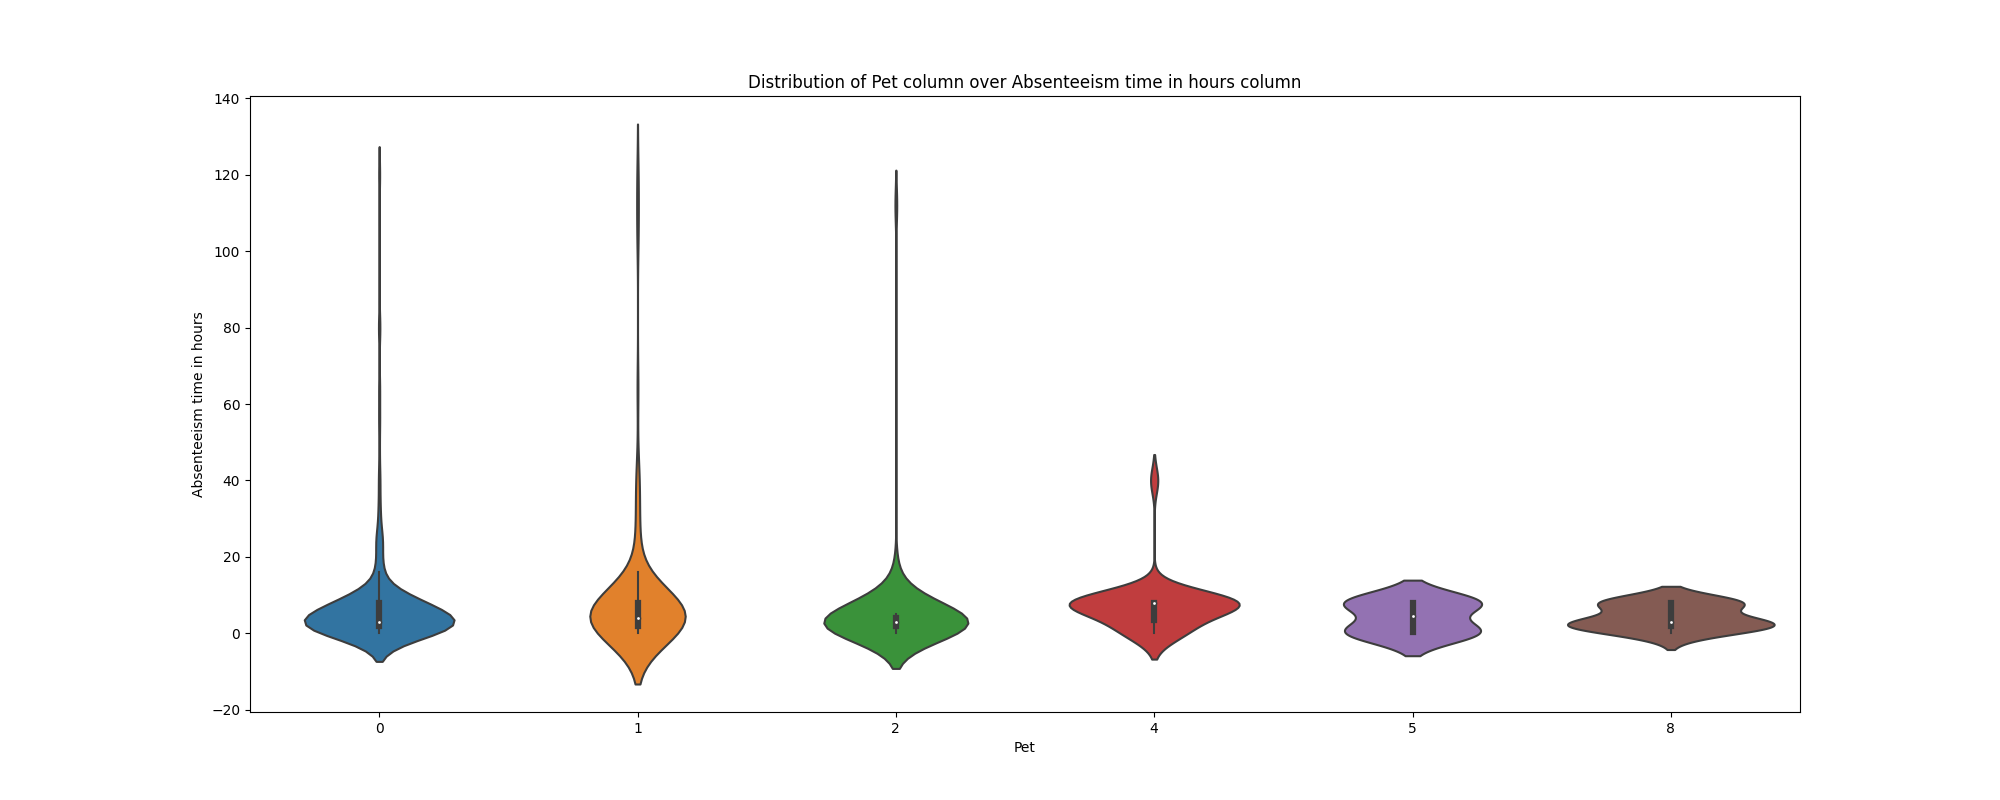 Distribution of Pet column over Absenteeism time in hours column
140
120
100
80
60
40
20
0
−20
Absenteeism time in hours
0 1 2 4 5 8
Pet